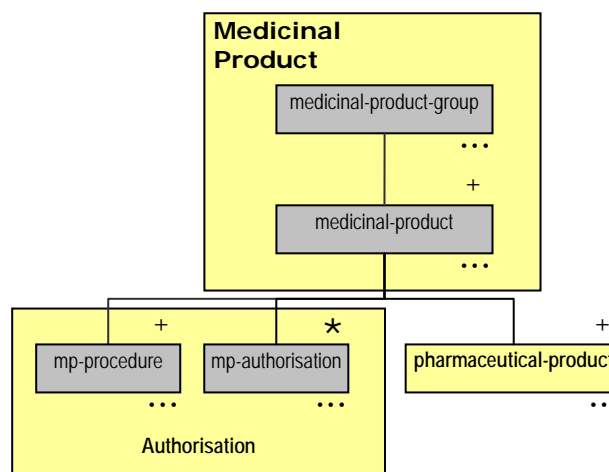 Medicinal
Product
medicinal-product-group
...
+
medicinal-product
...
+ * +
mp-procedure mp-authorisation pharmaceutical-product
... ... ...
Authorisation